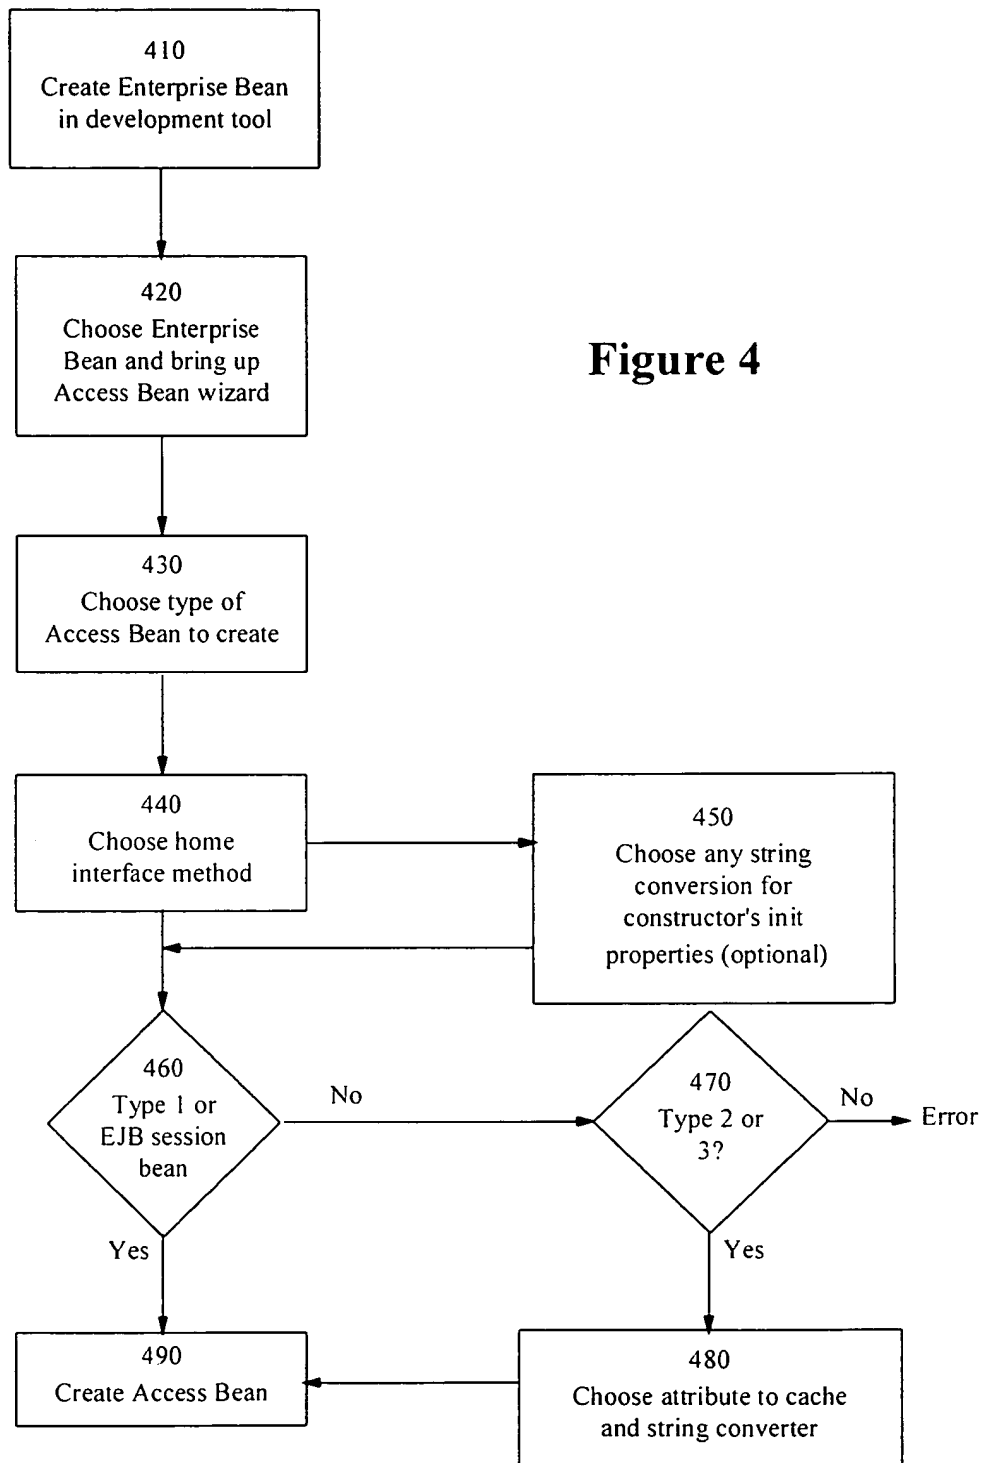 410
Create Enterprise Bean
in development tool
420
Choose Enterprise
Bean and bring up
Access Bean wizard
Figure 4
430
Choose type of
Access Bean to create
440
Choose home
interface method
450
Choose any string
conversion for
constructor's init
properties (optional)
460
Type 1 or
EJB session
bean
No
470
Type 2 or
3?
No
Error
Yes
Yes
490
Create Access Bean
480
Choose attribute to cache
and string converter